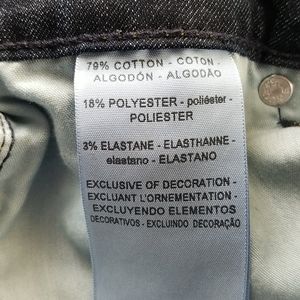 79% COTTON - COTON -
ALGODÓN - ALGODÃO
18% POLYESTER - poliéster -
POLIESTER
3% ELASTANE - ELASTHANNE -
elastano - ELASTANO
EXCLUSIVE OF DECORATION -
EXCLUANT L'ORNEMENTATION -
EXCLUYENDO ELEMENTOS
DECORATIVOS - EXCLUINDO DECORAÇÃO